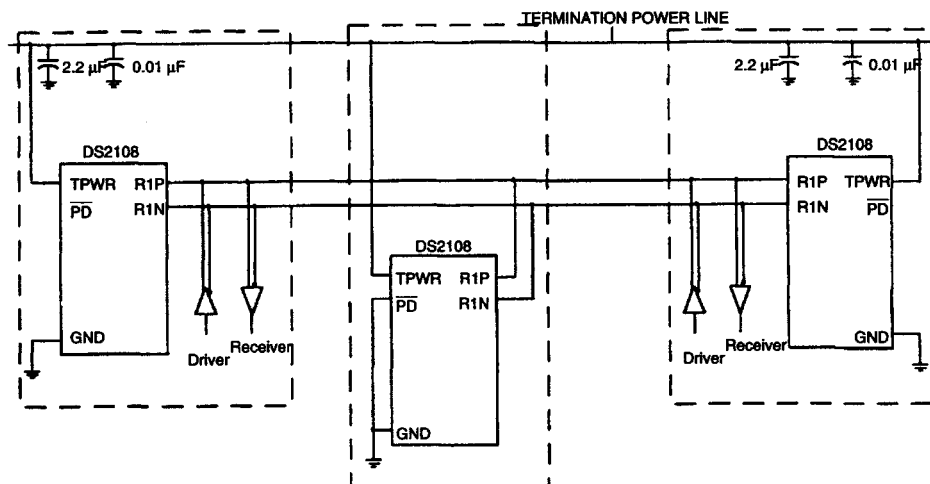 TERMINATION POWER LINE
2.2 µF
0.01 µF
2.2 µF
0.01 µF
DS2108
TPWR
R1P
PD
R1N
GND
Driver
Receiver
DS2108
TPWR
R1P
PD
R1N
GND
Driver
Receiver
DS2108
R1P
TPWR
R1N
PD
GND